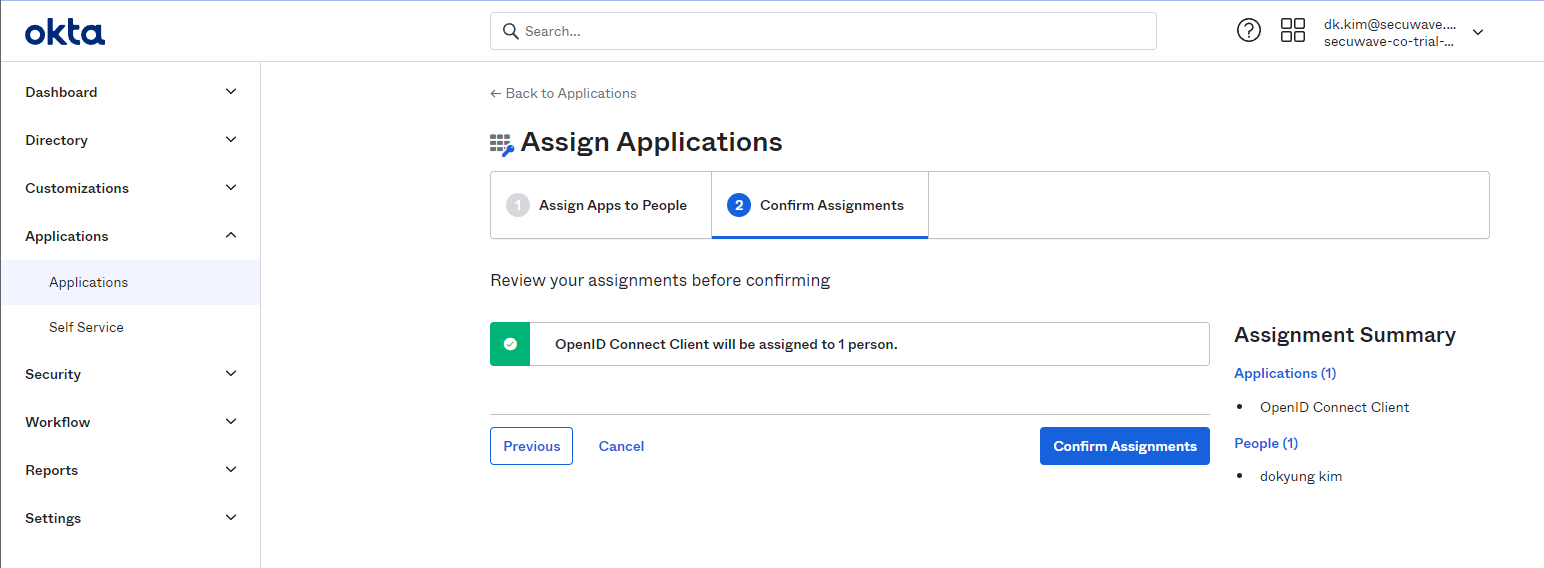 okta
Search...
dk.kim@secuwave....
secuwave-co-trial-...
Dashboard
Directory
Customizations
Applications
Applications
Self Service
Security
Workflow
Reports
Settings
← Back to Applications
Assign Applications
1 Assign Apps to People
2 Confirm Assignments
Review your assignments before confirming
OpenID Connect Client will be assigned to 1 person.
Previous
Cancel
Confirm Assignments
Assignment Summary
Applications (1)
• OpenID Connect Client
People (1)
• dokyung kim